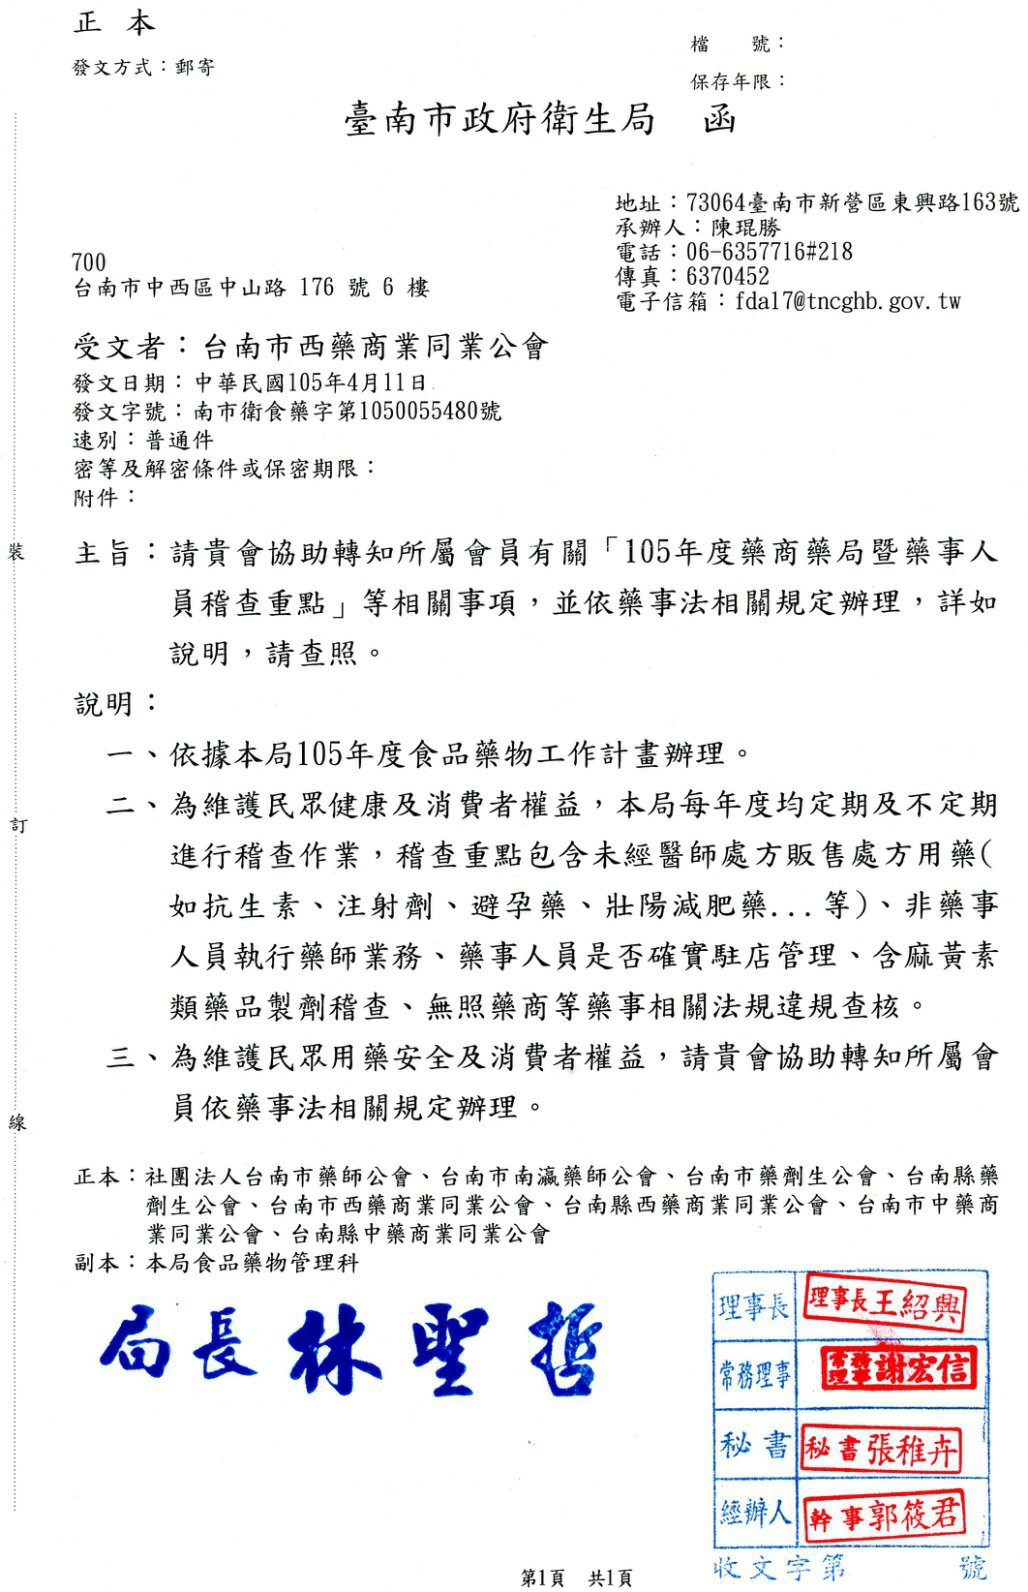 正本
發文方式：郵寄
檔　　號：
保存年限：
臺南市政府衛生局　函
地址：73064臺南市新營區東興路163號
承辦人：陳琨勝
電話：06-6357716#218
傳真：6370452
電子信箱：fda17@tncghb.gov.tw
700
台南市中西區中山路 176 號 6 樓
受文者：台南市西藥商業同業公會
發文日期：中華民國105年4月11日
發文字號：南市衛食藥字第1050055480號
速別：普通件
密等及解密條件或保密期限：
附件：
主旨：請貴會協助轉知所屬會員有關「105年度藥商藥局暨藥事人
員稽查重點」等相關事項，並依藥事法相關規定辦理，詳如
說明，請查照。
說明：
一、依據本局105年度食品藥物工作計畫辦理。
二、為維護民眾健康及消費者權益，本局每年度均定期及不定期
進行稽查作業，稽查重點包含未經醫師處方販售處方用藥(
如抗生素、注射劑、避孕藥、壯陽減肥藥...等)、非藥事
人員執行藥師業務、藥事人員是否確實駐店管理、含麻黃素
類藥品製劑稽查、無照藥商等藥事相關法規違規查核。
三、為維護民眾用藥安全及消費者權益，請貴會協助轉知所屬會
員依藥事法相關規定辦理。
正本：社團法人台南市藥師公會、台南市南瀛藥師公會、台南市藥劑生公會、台南縣藥
劑生公會、台南市西藥商業同業公會、台南縣西藥商業同業公會、台南市中藥商
業同業公會、台南縣中藥商業同業公會
副本：本局食品藥物管理科
局長林聖哲
理事長 理事長王紹興
常務理事 常務理事謝宏信
秘書 秘書張稚卉
經辦人 幹事郭筱君
收文字第　　　號
裝
訂
線
第1頁　共1頁